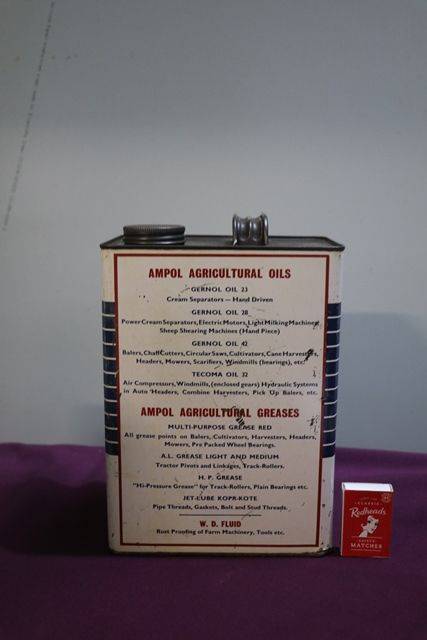 AMPOL AGRICULTURAL OILS
GERNOL OIL 23
Cream Separators — Hand Driven
GERNOL OIL 28
Power Cream Separators, Electric Motors, Light Milking Machines
Sheep Shearing Machines (Hand Piece)
GERNOL OIL 42
Balers, Chaff Cutters, Circular Saws, Cultivators, Cane Harvesters,
Headers, Mowers, Scarifiers, Windmills (bearings), etc.
TECOMA OIL 32
Air Compressors, Windmills, (enclosed gears) Hydraulic Systems
in Auto Headers, Combine Harvesters, Pick Up Balers, etc.
AMPOL AGRICULTURAL GREASES
MULTI-PURPOSE GREASE RED
All grease points on Balers, Cultivators, Harvesters, Headers,
Mowers, Pre Packed Wheel Bearings.
A.L. GREASE LIGHT AND MEDIUM
Tractor Pivots and Linkages, Track-Rollers.
H. P. GREASE
"Hi-Pressure Grease" for Track-Rollers, Plain Bearings etc.
JET-LUBE KOPR-KOTE
Pipe Threads, Gaskets, Bolt and Stud Threads.
W. D. FLUID
Rust Proofing of Farm Machinery, Tools etc.
Redheads
SAFETY
MATCHES